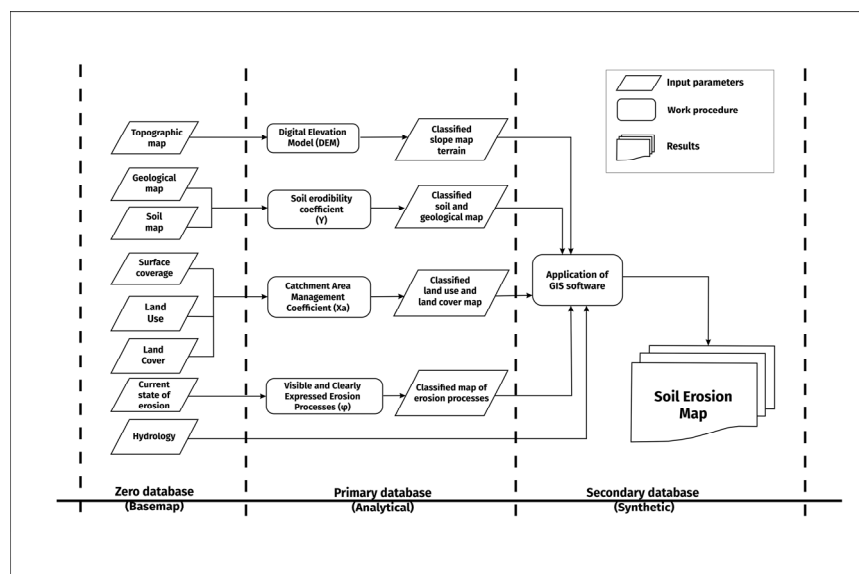 Input parameters
Work procedure
Results
Topographic
map
Digital Elevation
Model (DEM)
Classified
slope map
terrain
Geological
map
Soil
map
Soil erodibility
coefficient
(Y)
Classified
soil and
geological map
Surface
coverage
Land
Use
Land
Cover
Catchment Area
Management
Coefficient (Xa)
Classified
land use and
land cover map
Application of
GIS software
Current
state of
erosion
Visible and Clearly
Expressed Erosion
Processes (φ)
Classified map of
erosion processes
Hydrology
Soil Erosion
Map
Zero database
(Basemap)
Primary database
(Analytical)
Secondary database
(Synthetic)